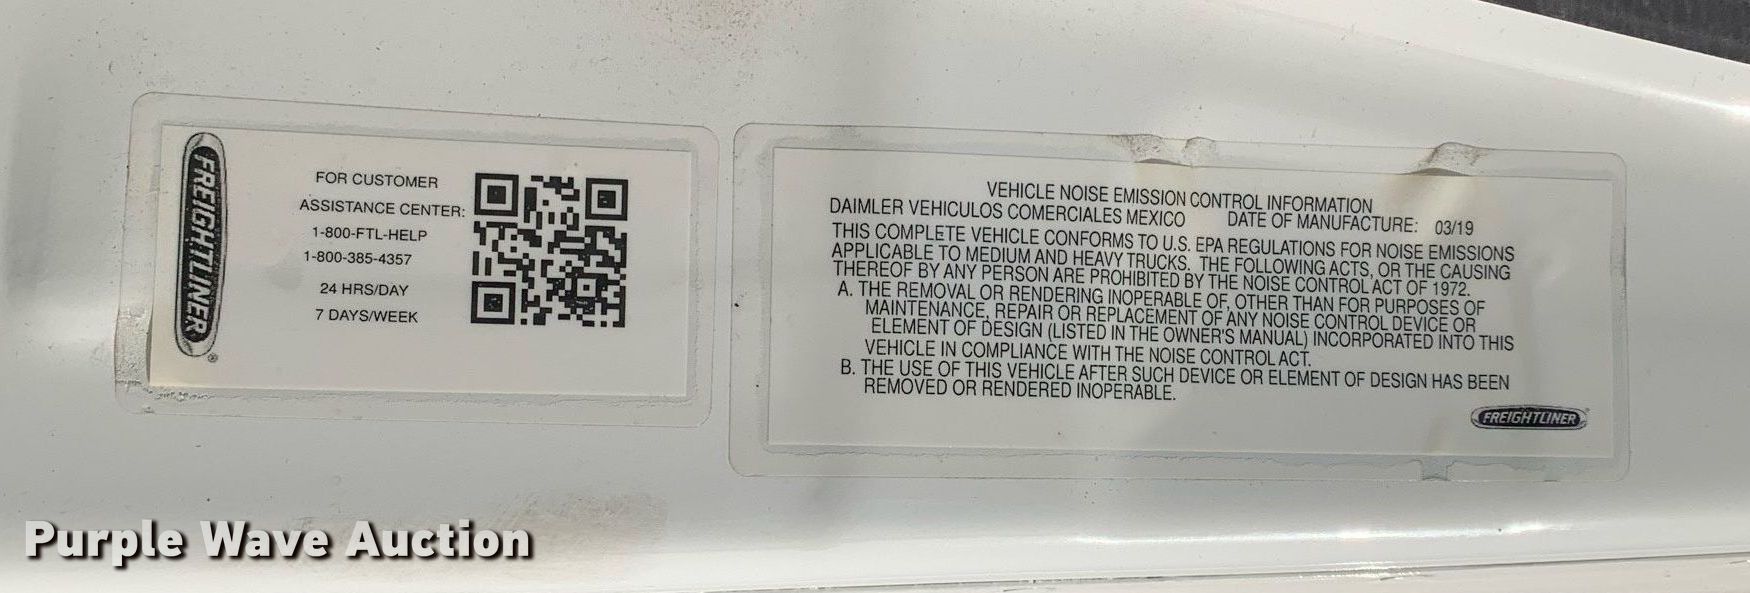 FREIGHTLINER
®
FOR CUSTOMER
ASSISTANCE CENTER:
1-800-FTL-HELP
1-800-385-4357
24 HRS/DAY
7 DAYS/WEEK
VEHICLE NOISE EMISSION CONTROL INFORMATION
DAIMLER VEHICULOS COMERCIALES MEXICO DATE OF MANUFACTURE: 03/19
THIS COMPLETE VEHICLE CONFORMS TO U.S. EPA REGULATIONS FOR NOISE EMISSIONS
APPLICABLE TO MEDIUM AND HEAVY TRUCKS. THE FOLLOWING ACTS, OR THE CAUSING
THEREOF BY ANY PERSON ARE PROHIBITED BY THE NOISE CONTROL ACT OF 1972.
A. THE REMOVAL OR RENDERING INOPERABLE OF, OTHER THAN FOR PURPOSES OF
MAINTENANCE, REPAIR OR REPLACEMENT OF ANY NOISE CONTROL DEVICE OR
ELEMENT OF DESIGN (LISTED IN THE OWNER'S MANUAL) INCORPORATED INTO THIS
VEHICLE IN COMPLIANCE WITH THE NOISE CONTROL ACT.
B. THE USE OF THIS VEHICLE AFTER SUCH DEVICE OR ELEMENT OF DESIGN HAS BEEN
REMOVED OR RENDERED INOPERABLE.
FREIGHTLINER
Purple Wave Auction